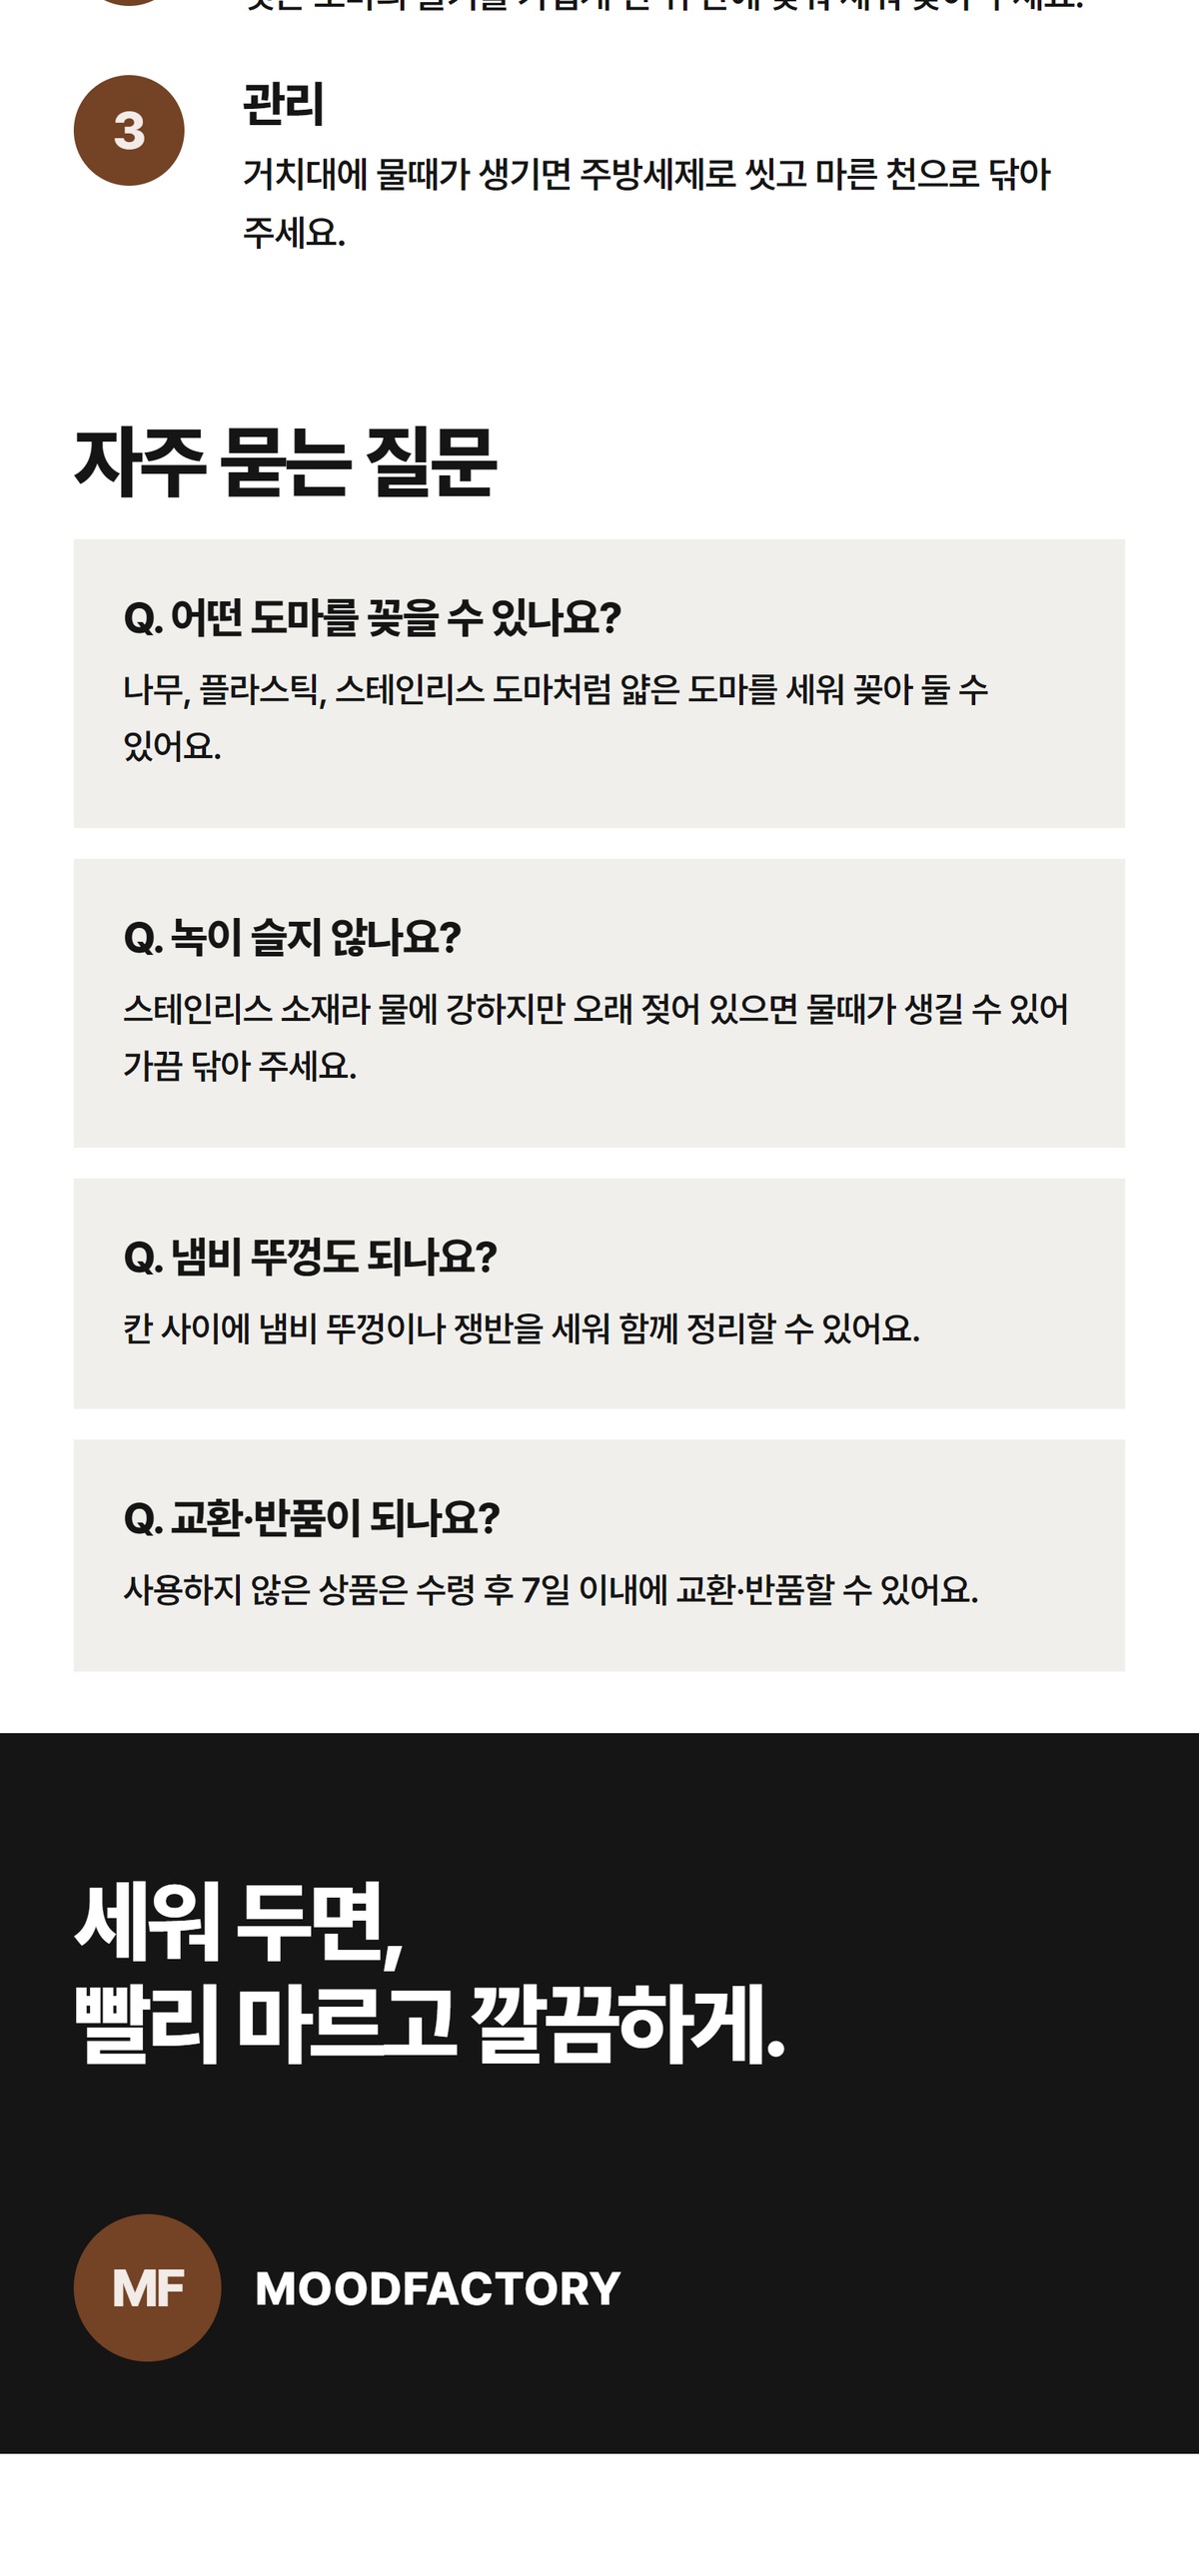 3
관리
거치대에 물때가 생기면 주방세제로 씻고 마른 천으로 닦아
주세요.
자주 묻는 질문
Q. 어떤 도마를 꽂을 수 있나요?
나무, 플라스틱, 스테인리스 도마처럼 얇은 도마를 세워 꽂아 둘 수
있어요.
Q. 녹이 슬지 않나요?
스테인리스 소재라 물에 강하지만 오래 젖어 있으면 물때가 생길 수 있어
가끔 닦아 주세요.
Q. 냄비 뚜껑도 되나요?
칸 사이에 냄비 뚜껑이나 쟁반을 세워 함께 정리할 수 있어요.
Q. 교환·반품이 되나요?
사용하지 않은 상품은 수령 후 7일 이내에 교환·반품할 수 있어요.
세워 두면,
빨리 마르고 깔끔하게.
MF MOODFACTORY